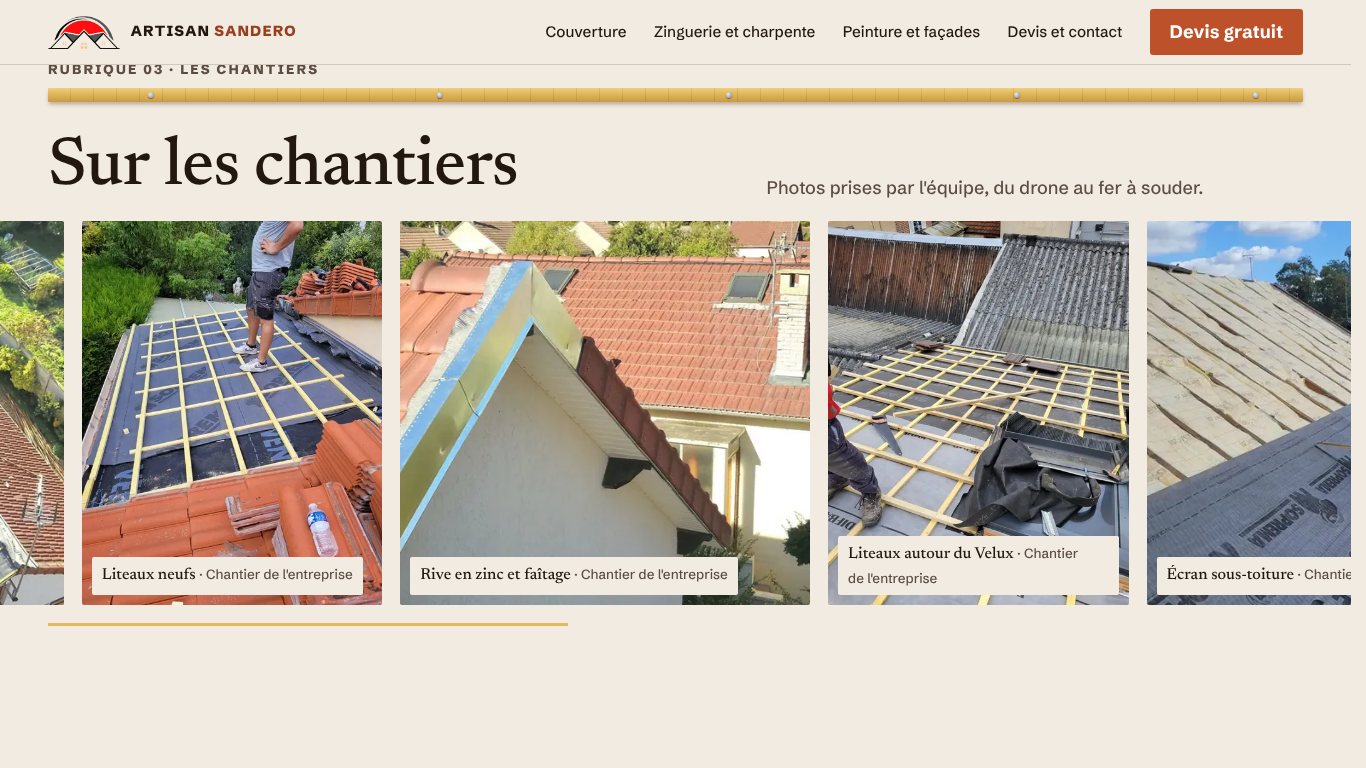 ARTISAN SANDERO
Couverture
Zinguerie et charpente
Peinture et façades
Devis et contact
Devis gratuit
RUBRIQUE 03 · LES CHANTIERS
Sur les chantiers
Photos prises par l'équipe, du drone au fer à souder.
Liteaux neufs · Chantier de l'entreprise
Rive en zinc et faîtage · Chantier de l'entreprise
Liteaux autour du Velux · Chantier
de l'entreprise
SOPREMA
Écran sous-toiture · Chantie